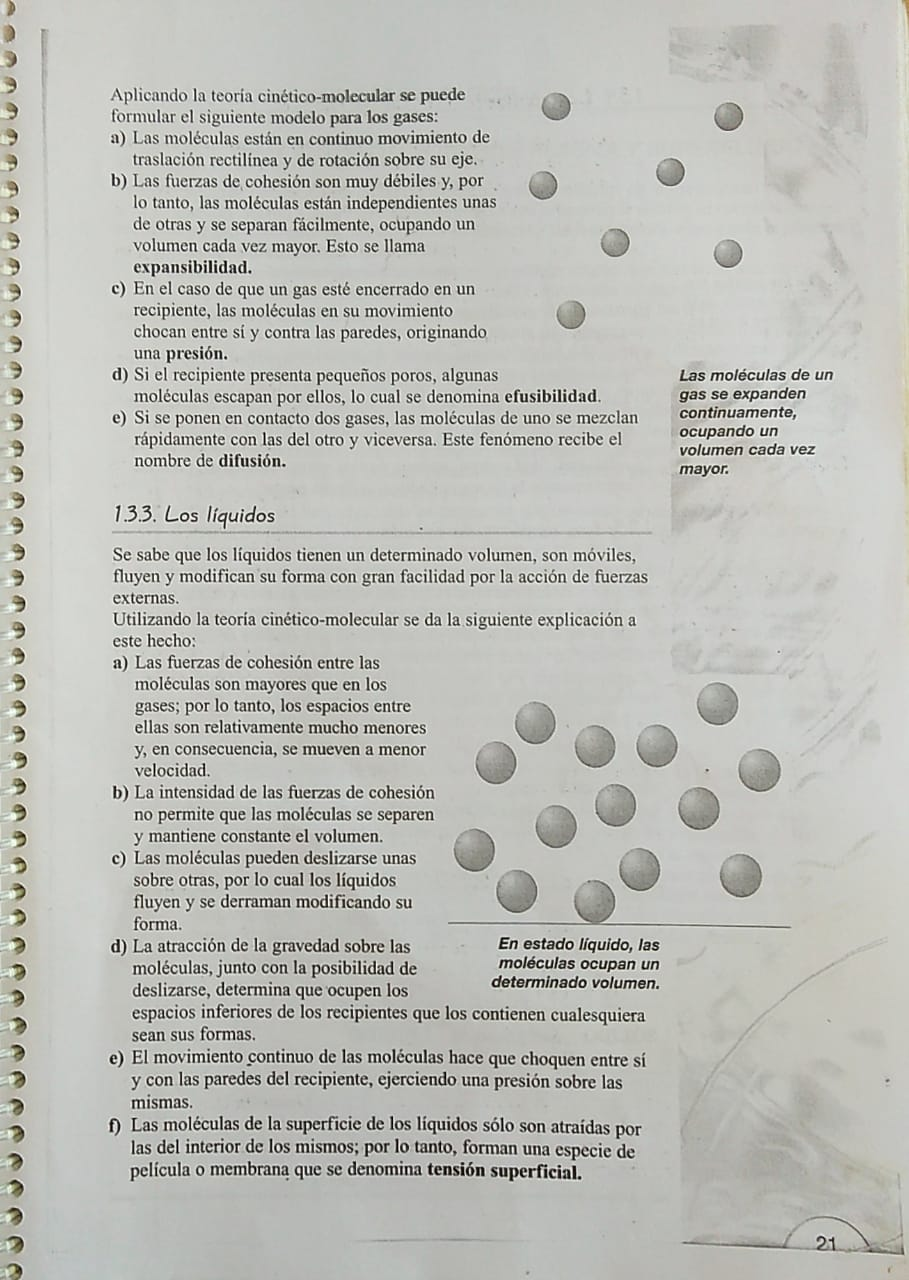 Aplicando la teoría cinético-molecular se puede
formular el siguiente modelo para los gases:
a) Las moléculas están en continuo movimiento de
traslación rectilínea y de rotación sobre su eje.
b) Las fuerzas de cohesión son muy débiles y, por
lo tanto, las moléculas están independientes unas
de otras y se separan fácilmente, ocupando un
volumen cada vez mayor. Esto se llama
expansibilidad.
c) En el caso de que un gas esté encerrado en un
recipiente, las moléculas en su movimiento
chocan entre sí y contra las paredes, originando
una presión.
d) Si el recipiente presenta pequeños poros, algunas
moléculas escapan por ellos, lo cual se denomina efusibilidad.
e) Si se ponen en contacto dos gases, las moléculas de uno se mezclan
rápidamente con las del otro y viceversa. Este fenómeno recibe el
nombre de difusión.
Las moléculas de un
gas se expanden
continuamente,
ocupando un
volumen cada vez
mayor.
1.3.3. Los líquidos
Se sabe que los líquidos tienen un determinado volumen, son móviles,
fluyen y modifican su forma con gran facilidad por la acción de fuerzas
externas.
Utilizando la teoría cinético-molecular se da la siguiente explicación a
este hecho:
a) Las fuerzas de cohesión entre las
moléculas son mayores que en los
gases; por lo tanto, los espacios entre
ellas son relativamente mucho menores
y, en consecuencia, se mueven a menor
velocidad.
b) La intensidad de las fuerzas de cohesión
no permite que las moléculas se separen
y mantiene constante el volumen.
c) Las moléculas pueden deslizarse unas
sobre otras, por lo cual los líquidos
fluyen y se derraman modificando su
forma.
d) La atracción de la gravedad sobre las
moléculas, junto con la posibilidad de
deslizarse, determina que ocupen los
espacios inferiores de los recipientes que los contienen cualesquiera
sean sus formas.
En estado líquido, las
moléculas ocupan un
determinado volumen.
e) El movimiento continuo de las moléculas hace que choquen entre sí
y con las paredes del recipiente, ejerciendo una presión sobre las
mismas.
f) Las moléculas de la superficie de los líquidos sólo son atraídas por
las del interior de los mismos; por lo tanto, forman una especie de
película o membrana que se denomina tensión superficial.
21